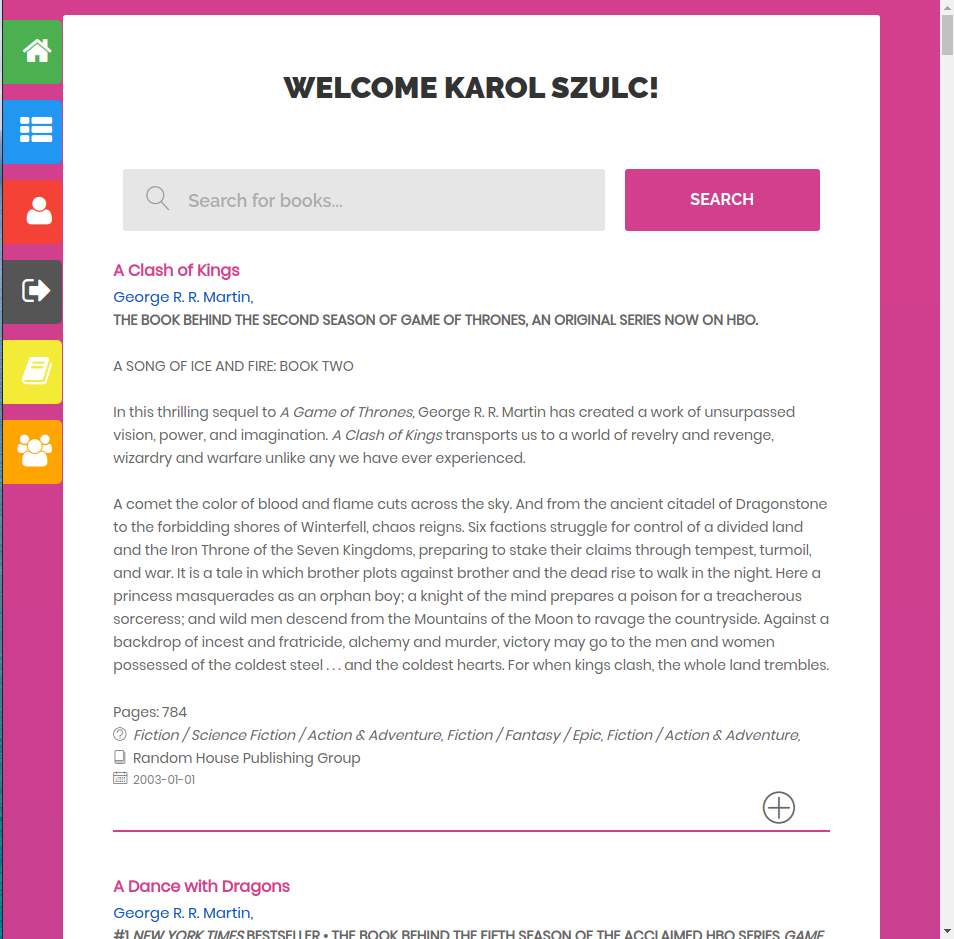 WELCOME KAROL SZULC!
Search for books...
SEARCH
A Clash of Kings
George R. R. Martin,
THE BOOK BEHIND THE SECOND SEASON OF GAME OF THRONES, AN ORIGINAL SERIES NOW ON HBO.
A SONG OF ICE AND FIRE: BOOK TWO
In this thrilling sequel to A Game of Thrones, George R. R. Martin has created a work of unsurpassed
vision, power, and imagination. A Clash of Kings transports us to a world of revelry and revenge,
wizardry and warfare unlike any we have ever experienced.
A comet the color of blood and flame cuts across the sky. And from the ancient citadel of Dragonstone
to the forbidding shores of Winterfell, chaos reigns. Six factions struggle for control of a divided land
and the Iron Throne of the Seven Kingdoms, preparing to stake their claims through tempest, turmoil,
and war. It is a tale in which brother plots against brother and the dead rise to walk in the night. Here a
princess masquerades as an orphan boy; a knight of the mind prepares a poison for a treacherous
sorceress; and wild men descend from the Mountains of the Moon to ravage the countryside. Against a
backdrop of incest and fratricide, alchemy and murder, victory may go to the men and women
possessed of the coldest steel . . . and the coldest hearts. For when kings clash, the whole land trembles.
Pages: 784
Fiction / Science Fiction / Action & Adventure, Fiction / Fantasy / Epic, Fiction / Action & Adventure,
Random House Publishing Group
2003-01-01
A Dance with Dragons
George R. R. Martin,
#1 NEW YORK TIMES BESTSELLER • THE BOOK BEHIND THE FIFTH SEASON OF THE ACCLAIMED HBO SERIES GAME